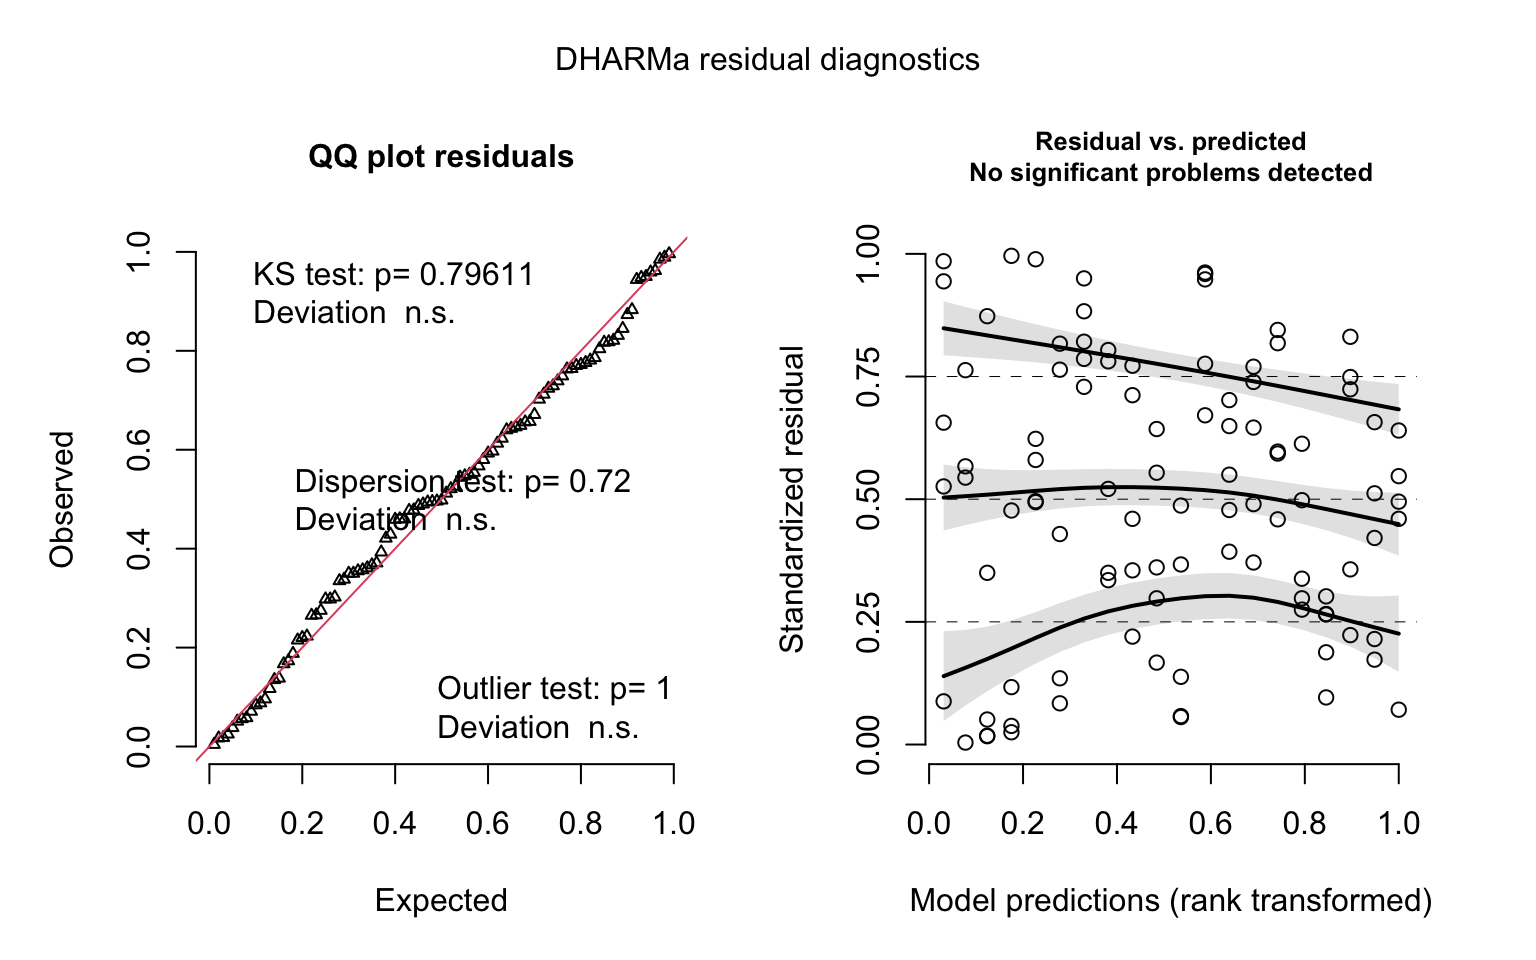 DHARMa residual diagnostics
QQ plot residuals
KS test: p= 0.79611
Deviation n.s.
Dispersion test: p= 0.72
Deviation n.s.
Outlier test: p= 1
Deviation n.s.
Observed
0.0 0.2 0.4 0.6 0.8 1.0
0.0 0.2 0.4 0.6 0.8 1.0
Expected
Residual vs. predicted
No significant problems detected
Standardized residual
0.00 0.25 0.50 0.75 1.00
0.0 0.2 0.4 0.6 0.8 1.0
Model predictions (rank transformed)